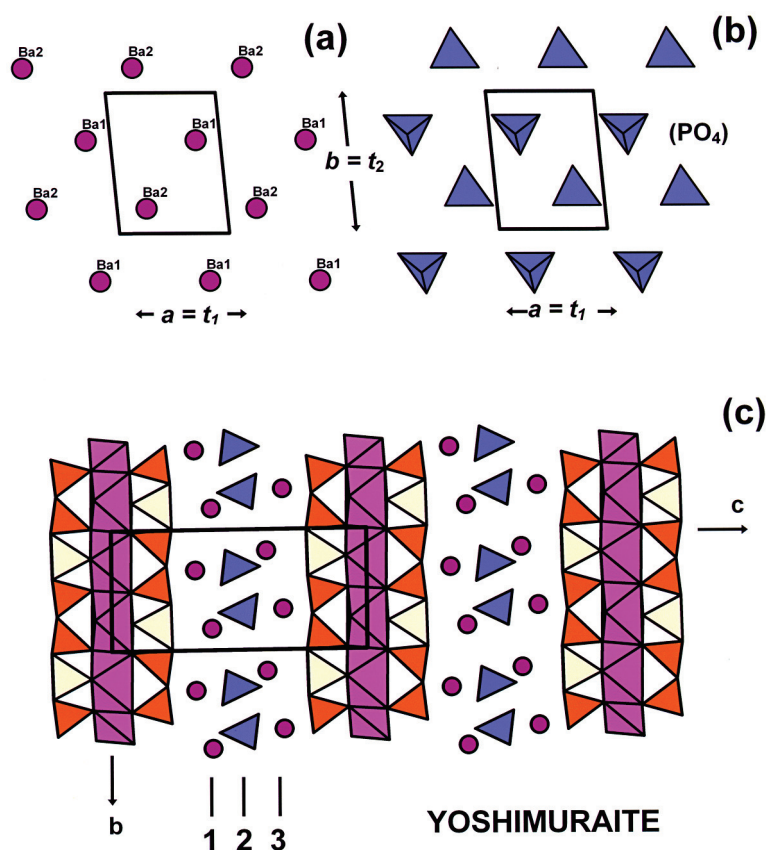 (a)
Ba2 Ba2 Ba2
Ba1 Ba1 Ba1
Ba2 Ba2 Ba2
Ba1 Ba1 Ba1
a = t1
b = t2
(b)
(PO4)
a = t1
(c)
c
b
1 2 3
YOSHIMURAITE